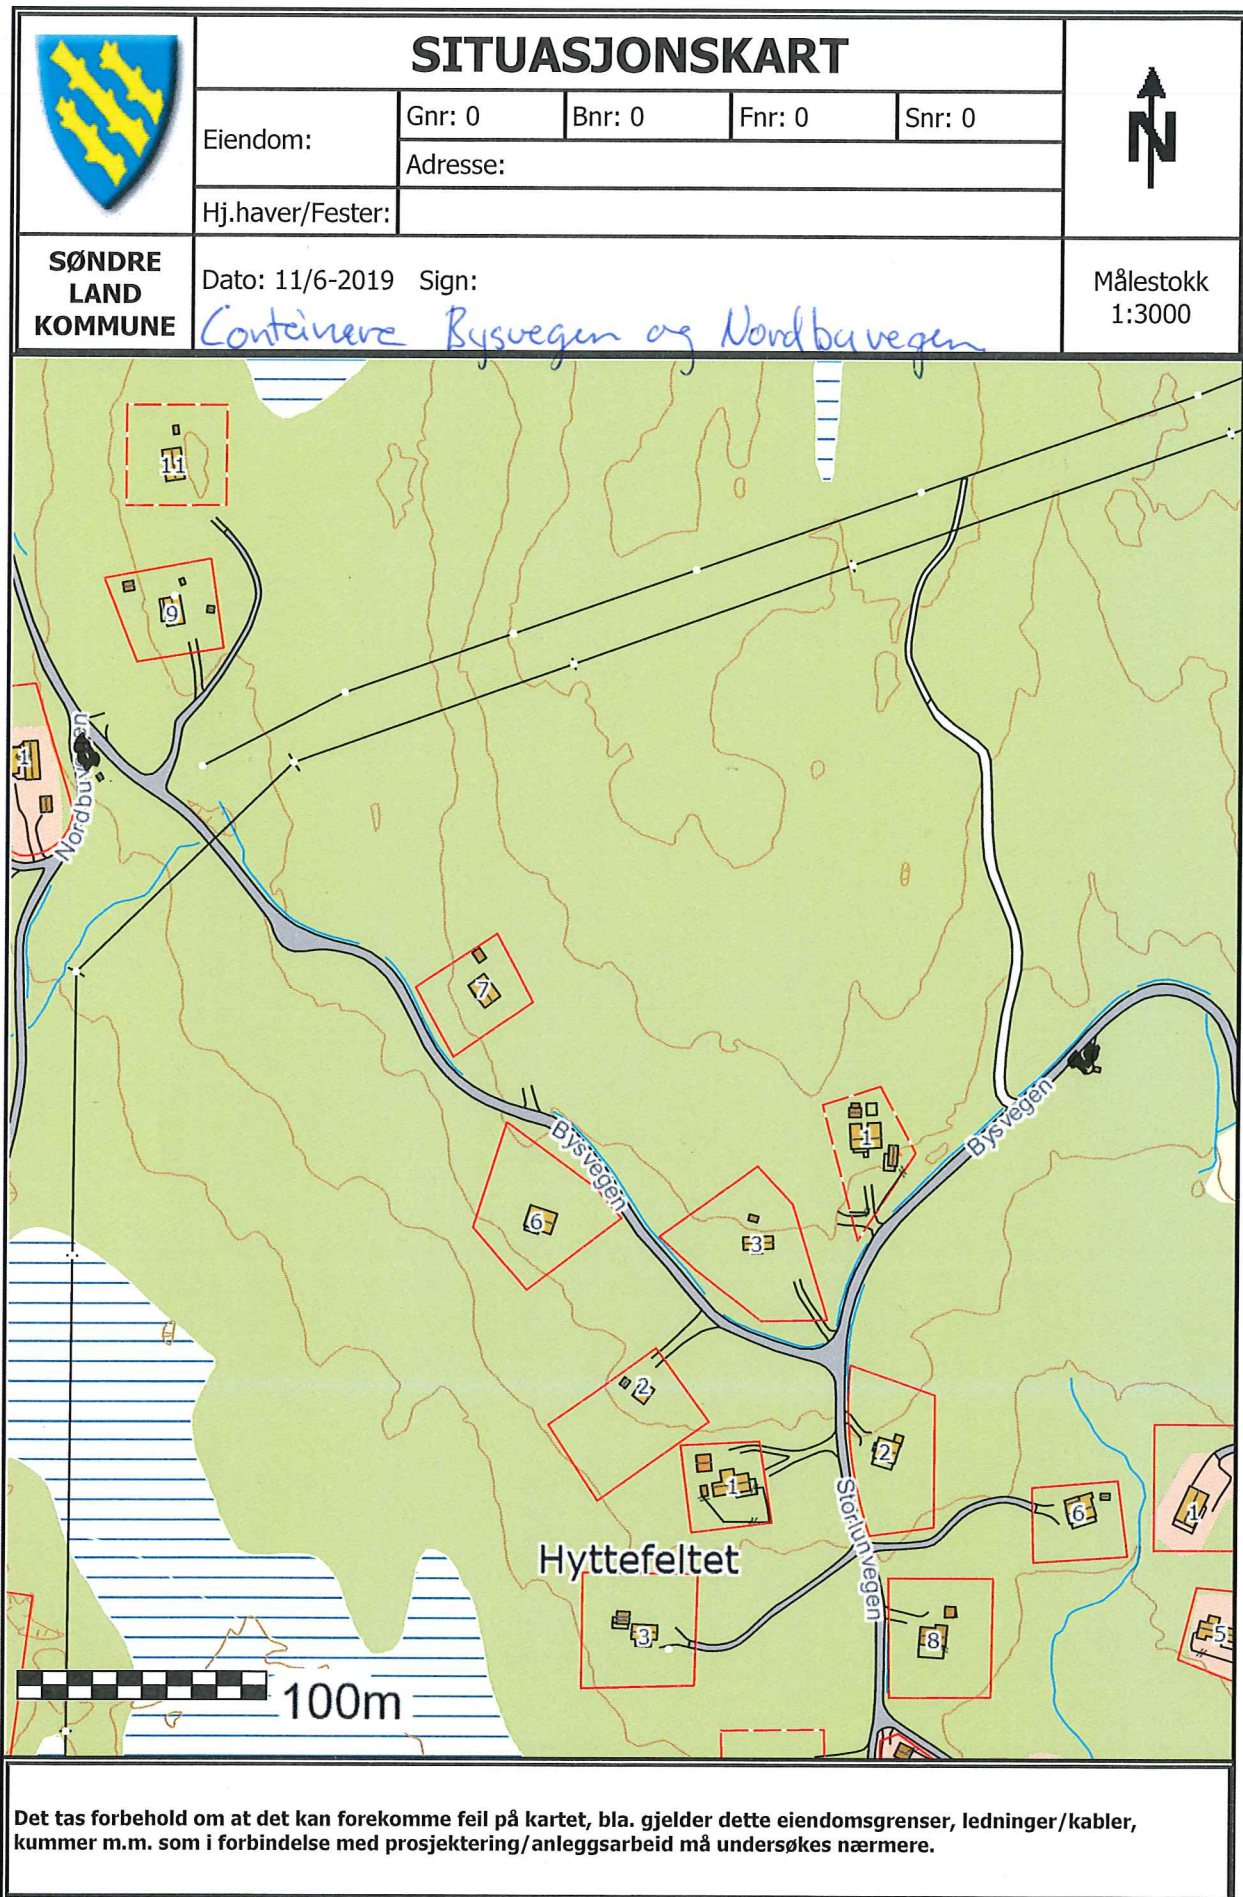 SITUASJONSKART
Eiendom:
Gnr: 0
Bnr: 0
Fnr: 0
Snr: 0
Adresse:
Hj.haver/Fester:
N
SØNDRE
LAND
KOMMUNE
Dato: 11/6-2019 Sign:
Conteinere Bysvegen og Nordbuvegen
Målestokk
1:3000
11
9
1
7
Bysvegen
6
1
Bysvegen
3
2
2
1
Storlunvegen
6
1
Hyttefeltet
3
8
5
100m
Det tas forbehold om at det kan forekomme feil på kartet, bla. gjelder dette eiendomsgrenser, ledninger/kabler,
kummer m.m. som i forbindelse med prosjektering/anleggsarbeid må undersøkes nærmere.